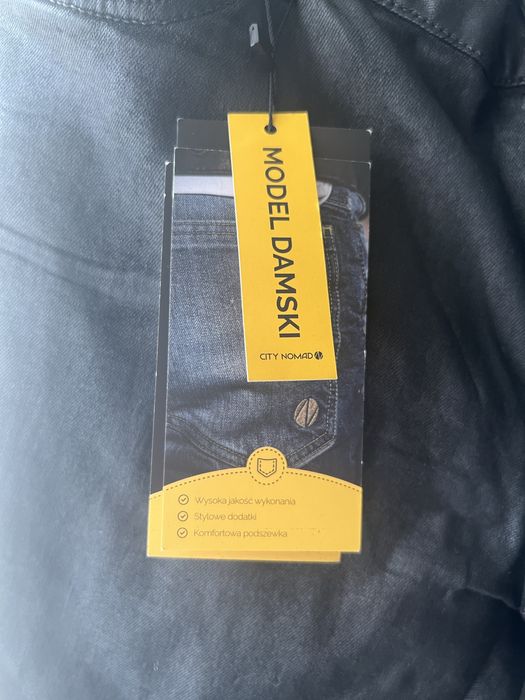 MODEL DAMSKI
CITY NOMAD
Wysoka jakość wykonania
Stylowe dodatki
Komfortowa podszewka